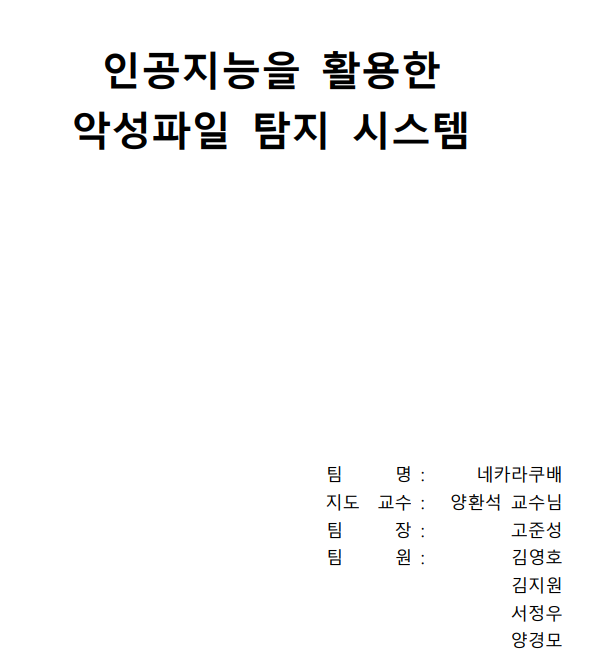 인공지능을 활용한
악성파일 탐지 시스템
팀 명 : 네카라쿠배
지도 교수 : 양환석 교수님
팀 장 : 고준성
팀 원 : 김영호
김지원
서정우
양경모